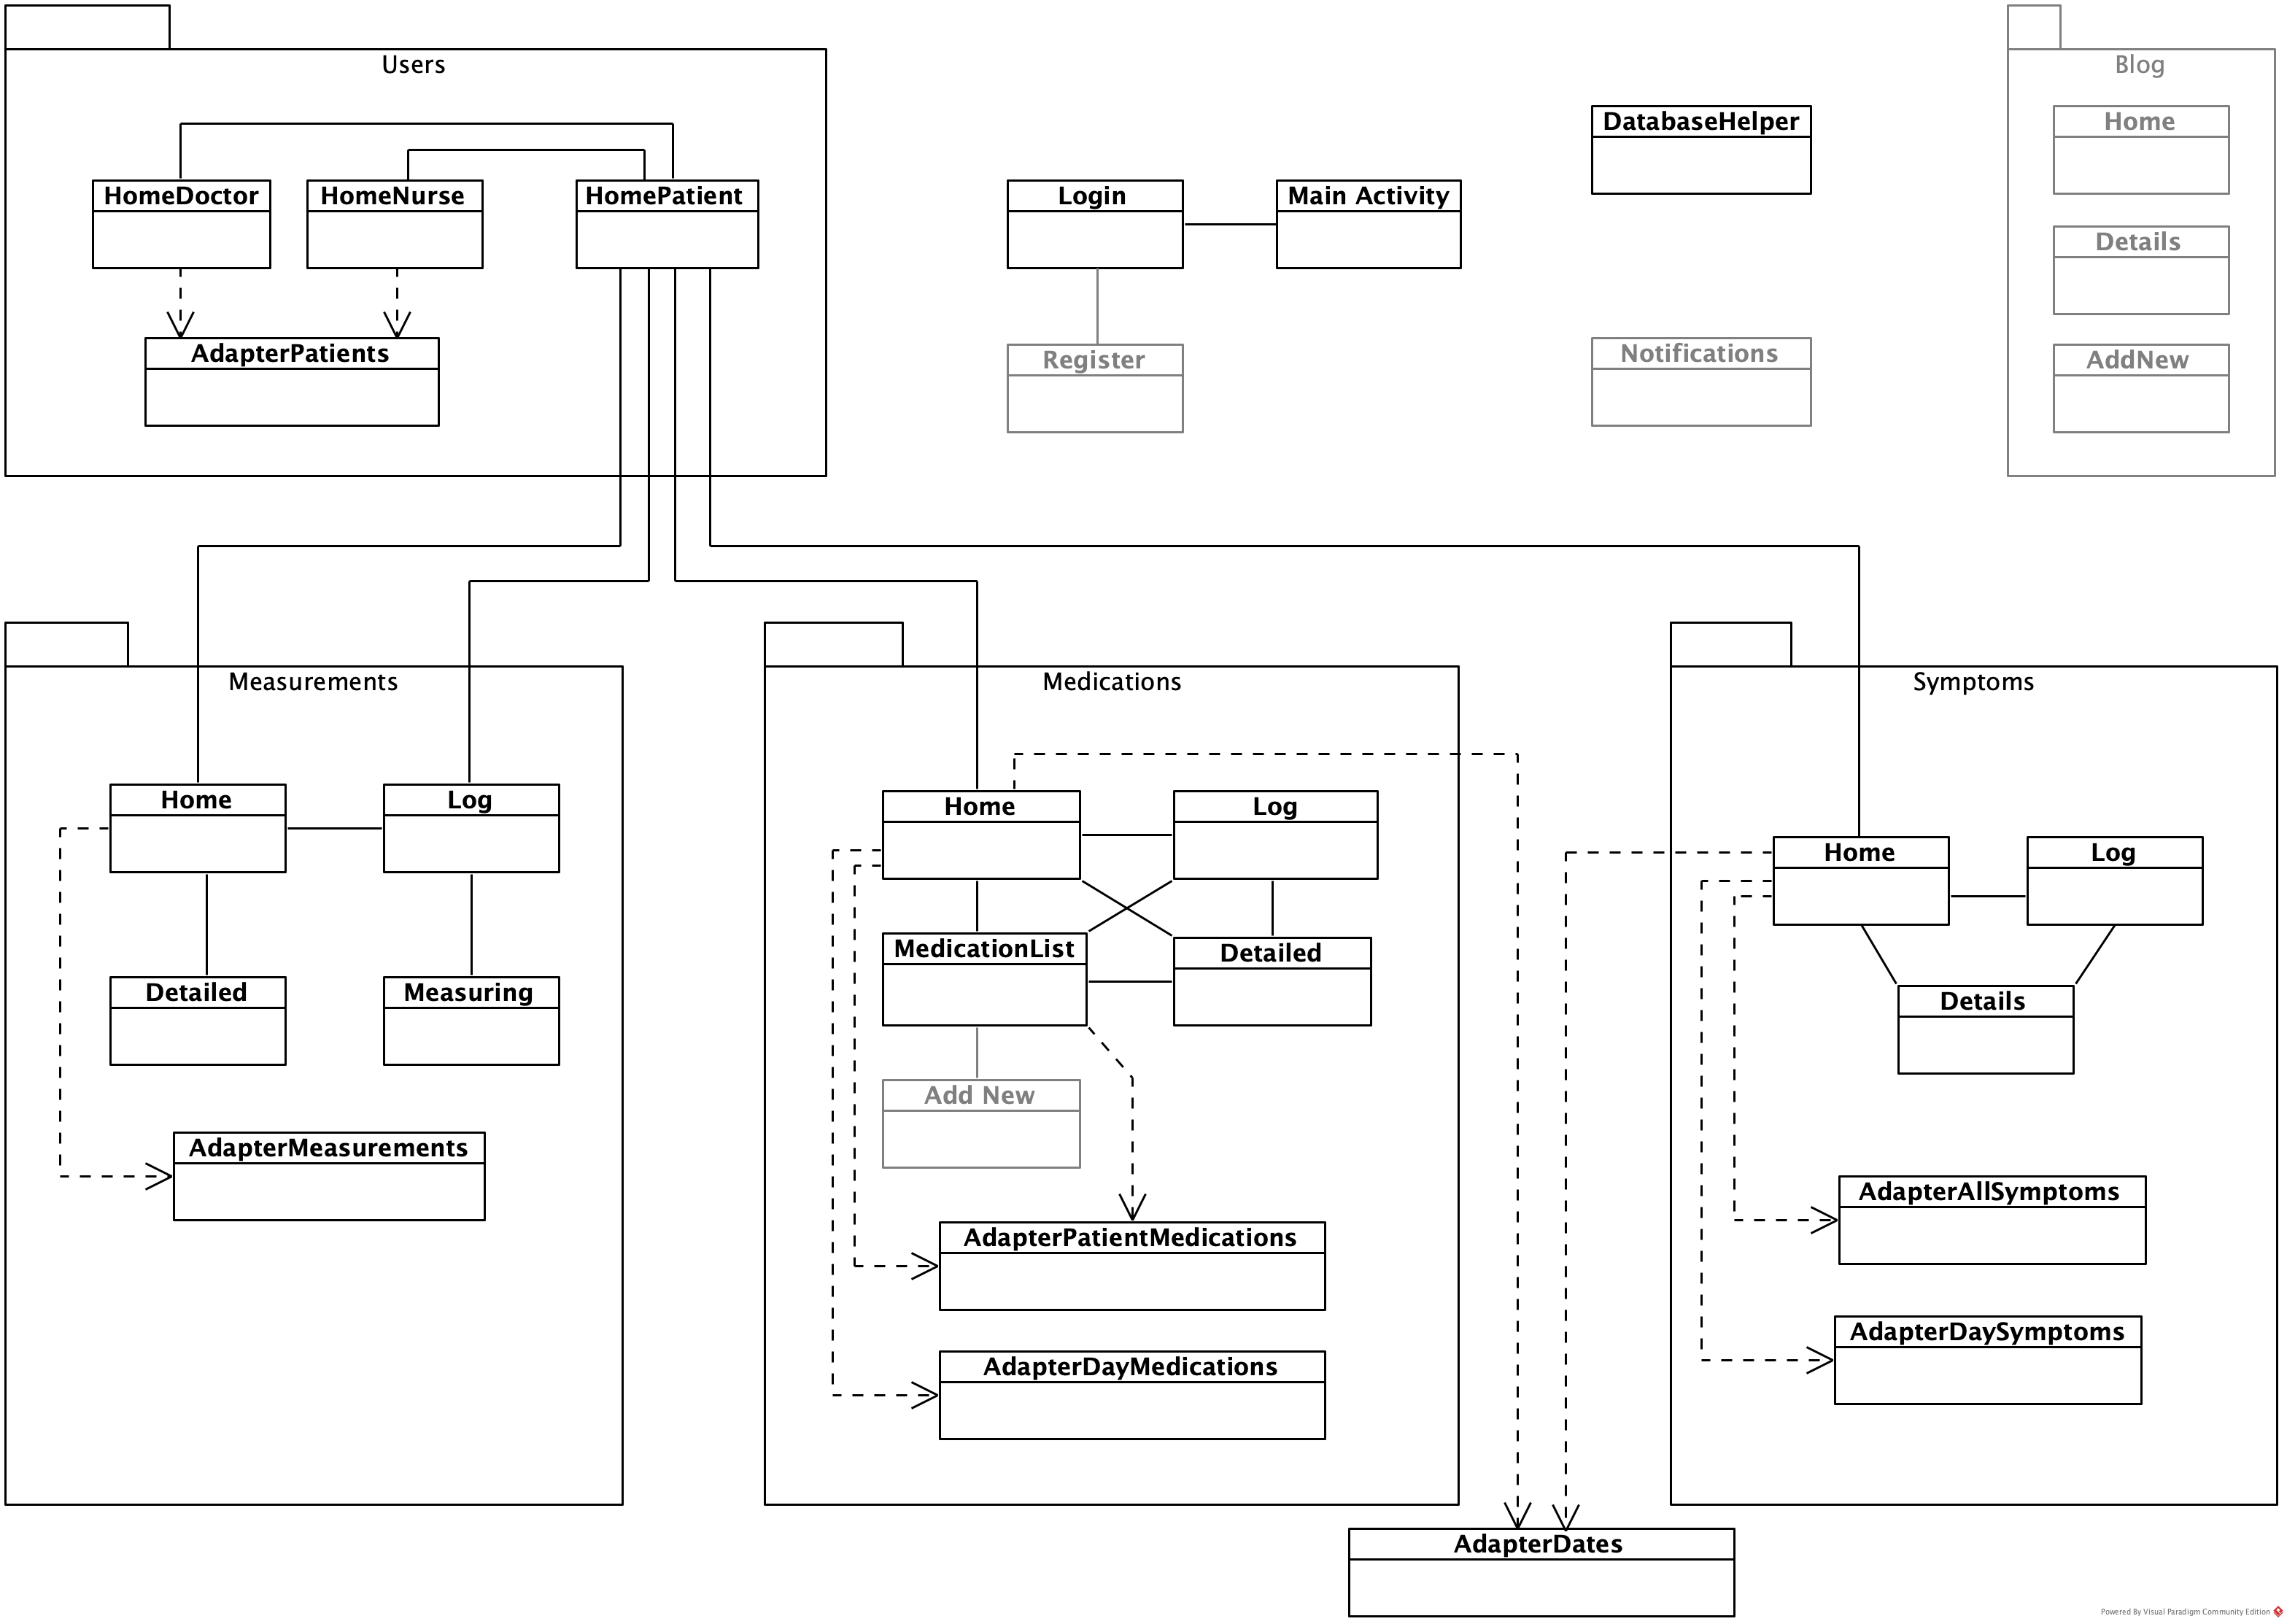 Users
HomeDoctor
HomeNurse
HomePatient
AdapterPatients
Login
Main Activity
Register
DatabaseHelper
Notifications
Blog
Home
Details
AddNew
Measurements
Home
Log
Detailed
Measuring
AdapterMeasurements
Medications
Home
Log
MedicationList
Detailed
Add New
AdapterPatientMedications
AdapterDayMedications
Symptoms
Home
Log
Details
AdapterAllSymptoms
AdapterDaySymptoms
AdapterDates
Powered By Visual Paradigm Community Edition